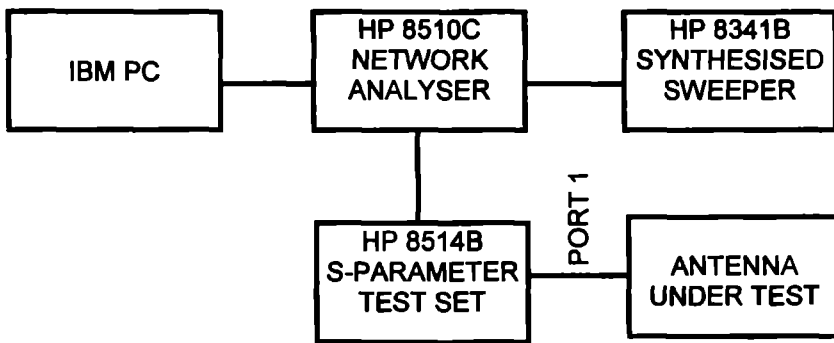 IBM PC
HP 8510C
NETWORK
ANALYSER
HP 8341B
SYNTHESISED
SWEEPER
HP 8514B
S-PARAMETER
TEST SET
PORT 1
ANTENNA
UNDER TEST